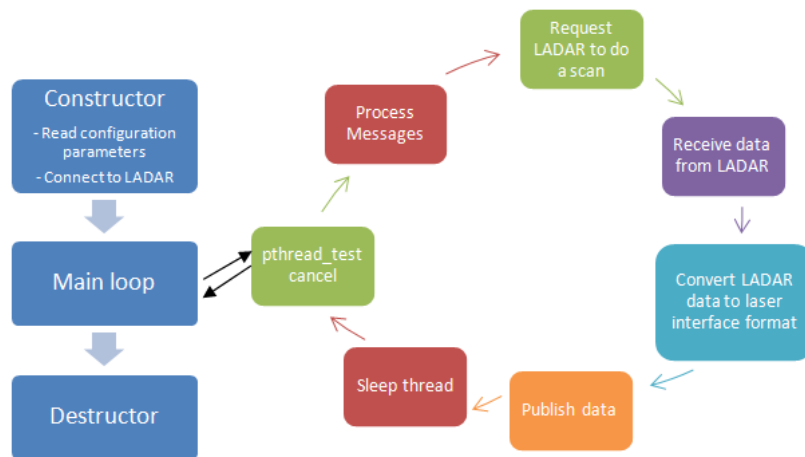 Constructor
- Read configuration
parameters
- Connect to LADAR
Main loop
Destructor
pthread_test
cancel
Process
Messages
Request
LADAR to do
a scan
Receive data
from LADAR
Convert LADAR
data to laser
interface format
Publish data
Sleep thread